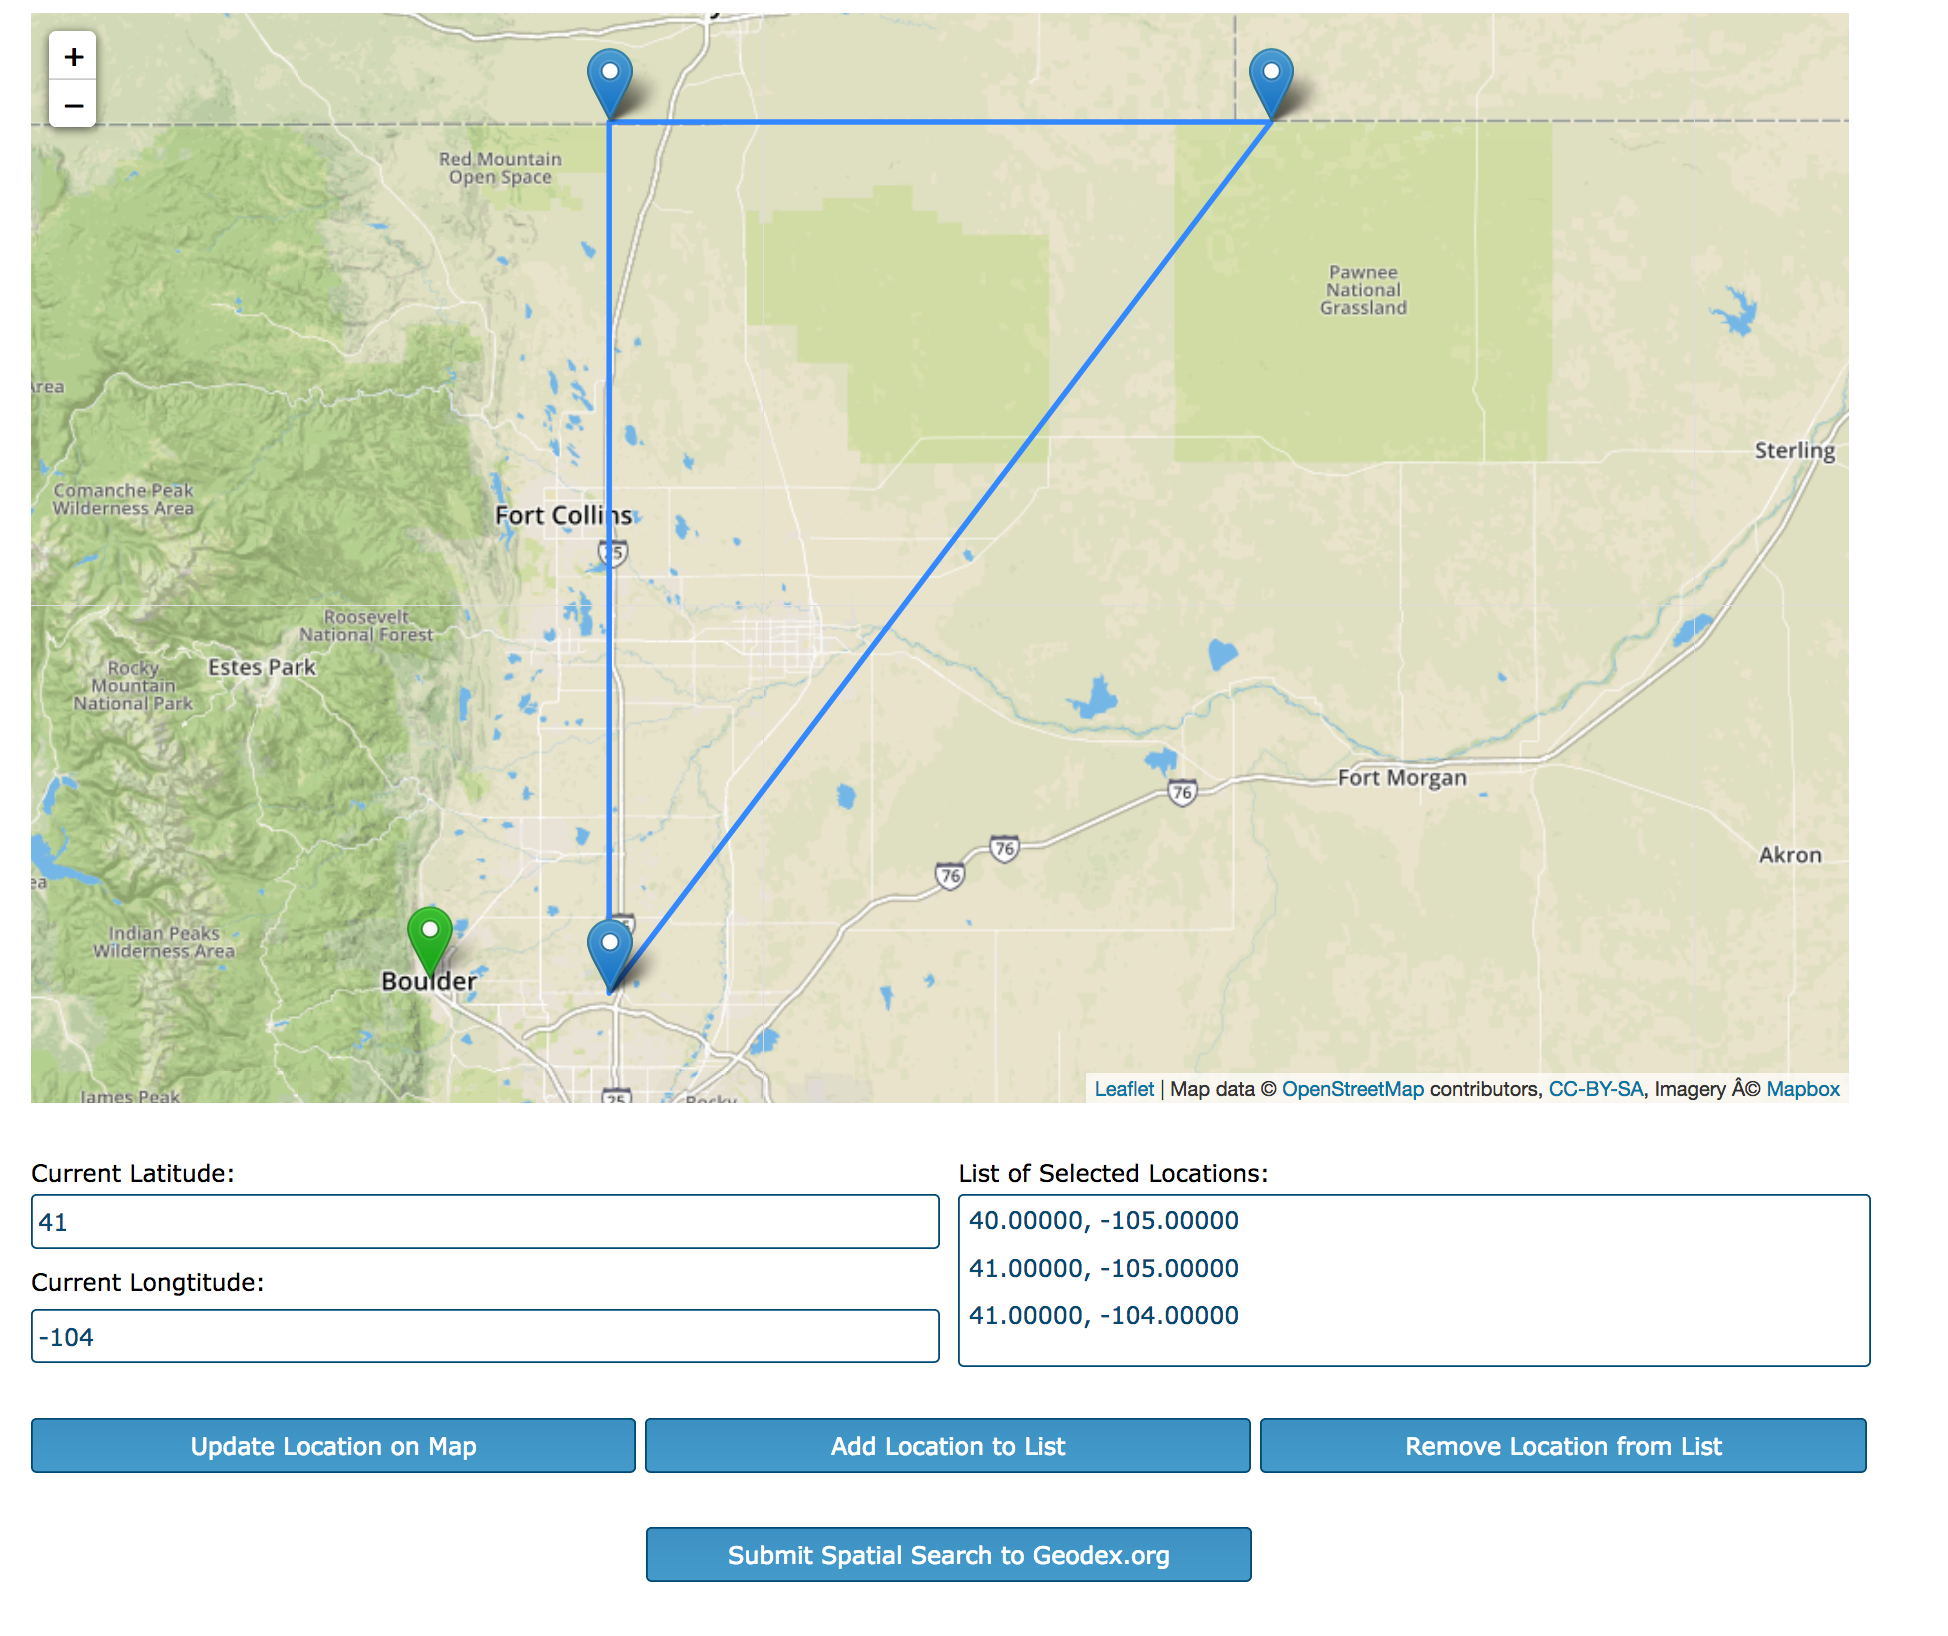 +
−
Red Mountain
Open Space
Pawnee
National
Grassland
Area
Sterling
Comanche Peak
Wilderness Area
Fort Collins
25
Roosevelt
National Forest
Rocky
Mountain
National Park
Estes Park
76
Fort Morgan
76
76
Akron
ea
Indian Peaks
Wilderness Area
Boulder
James Peak
25
Rocky
Leaflet | Map data © OpenStreetMap contributors, CC-BY-SA, Imagery Â© Mapbox
Current Latitude:
41
Current Longtitude:
-104
List of Selected Locations:
40.00000, -105.00000
41.00000, -105.00000
41.00000, -104.00000
Update Location on Map
Add Location to List
Remove Location from List
Submit Spatial Search to Geodex.org